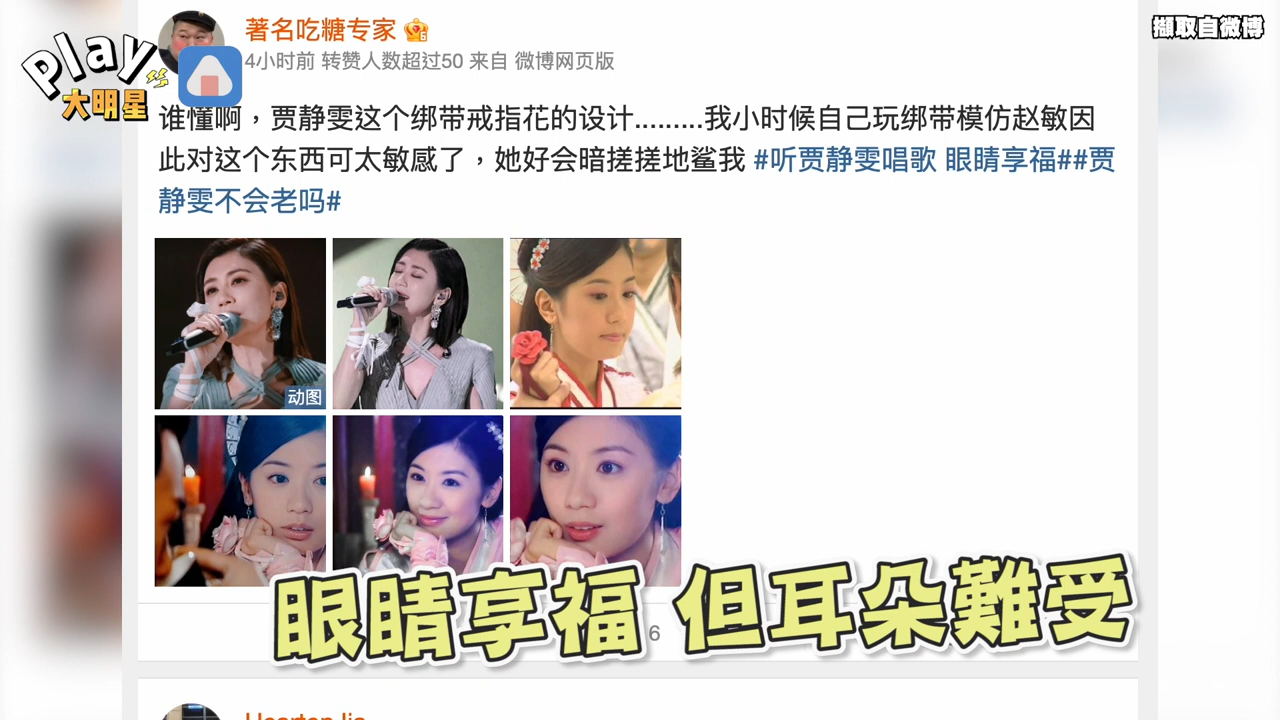 Play
大明星
擷取自微博
著名吃糖专家
4小时前 转赞人数超过50 来自 微博网页版
谁懂啊，贾静雯这个绑带戒指花的设计.........我小时候自己玩绑带模仿赵敏因
此对这个东西可太敏感了，她好会暗搓搓地鲨我 #听贾静雯唱歌 眼睛享福##贾
静雯不会老吗#
动图
6
眼睛享福 但耳朵難受